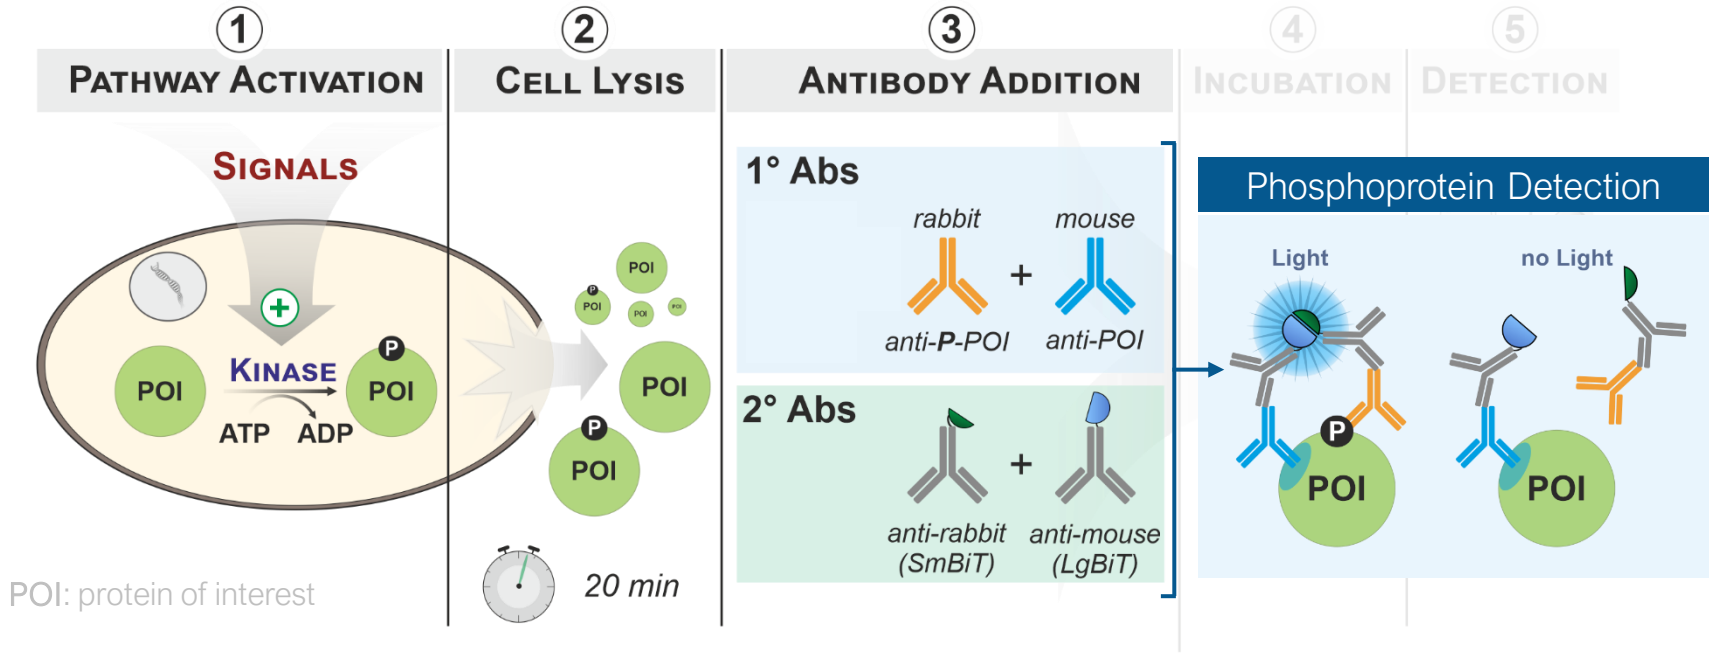 1
PATHWAY ACTIVATION
2
CELL LYSIS
3
ANTIBODY ADDITION
4
INCUBATION
5
DETECTION
SIGNALS
+
KINASE
POI
P
POI
ATP
ADP
POI
P
POI
POI
POI
POI
P
POI
20 min
POI: protein of interest
1° Abs
rabbit
mouse
+
anti-P-POI
anti-POI
2° Abs
+
anti-rabbit
(SmBiT)
anti-mouse
(LgBiT)
Phosphoprotein Detection
Light
no Light
P
POI
POI